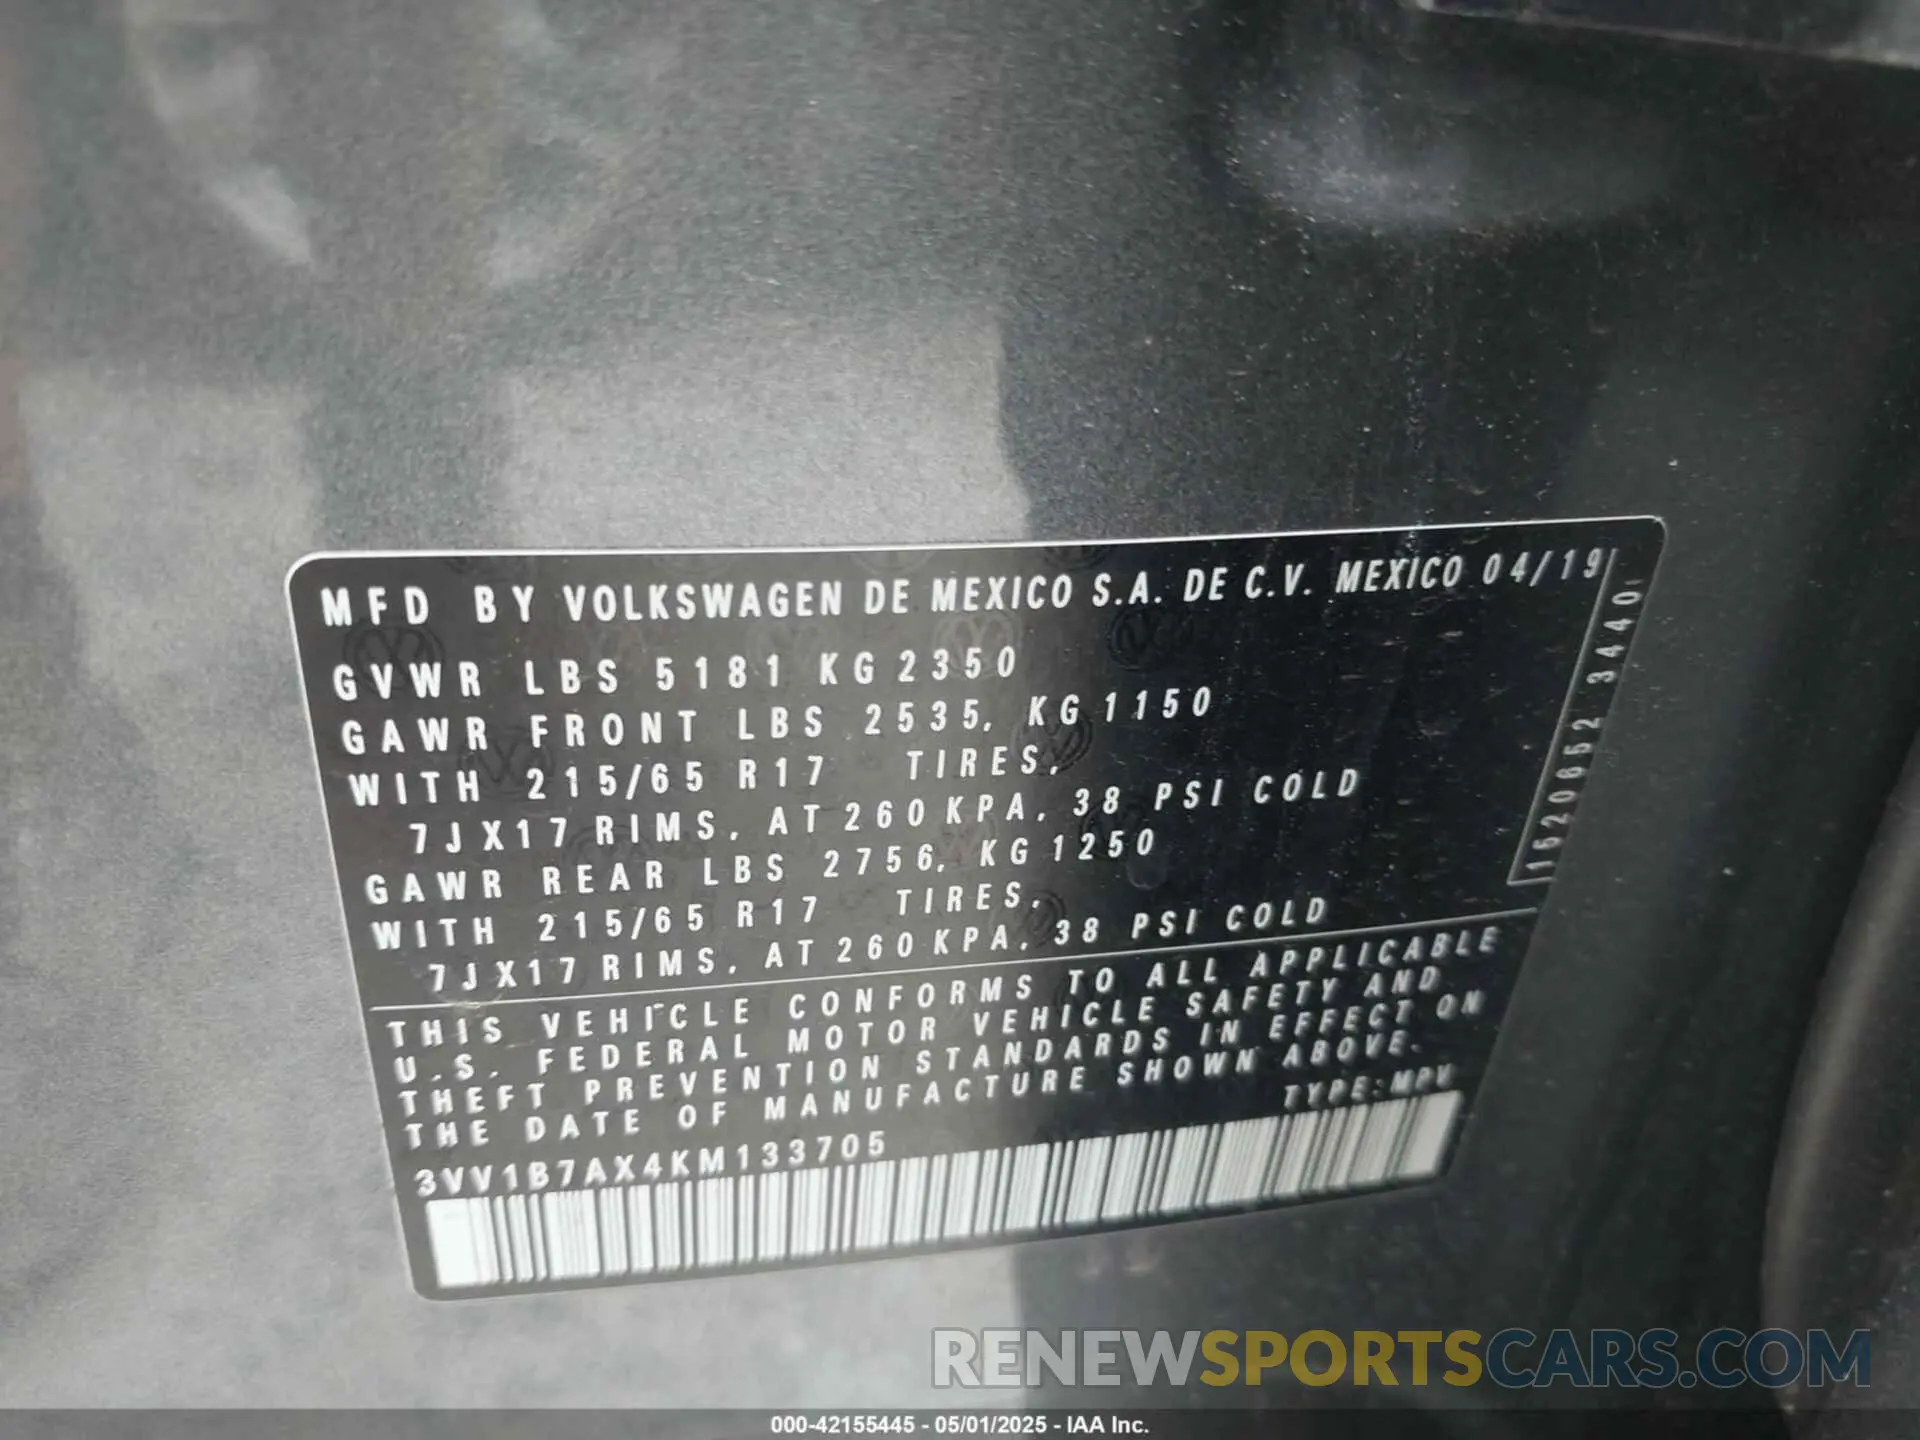 MFD BY VOLKSWAGEN DE MEXICO S.A. DE C.V. MEXICO 04/19
GVWR LBS 5181 KG 2350
GAWR FRONT LBS 2535, KG 1150
WITH 215/65 R17 TIRES,
7JX17 RIMS, AT 260 KPA, 38 PSI COLD
GAWR REAR LBS 2756, KG 1250
WITH 215/65 R17 TIRES,
7JX17 RIMS, AT 260 KPA, 38 PSI COLD
THIS VEHICLE CONFORMS TO ALL APPLICABLE
U.S. FEDERAL MOTOR VEHICLE SAFETY AND
THEFT PREVENTION STANDARDS IN EFFECT ON
THE DATE OF MANUFACTURE SHOWN ABOVE.
TYPE:MPV
3VV1B7AX4KM133705
1520652 3440
RENEWSPORTSCARS.COM
000-42155445 - 05/01/2025 - IAA Inc.